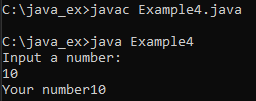 C:\java_ex>javac Example4.java
C:\java_ex>java Example4
Input a number:
10
Your number10